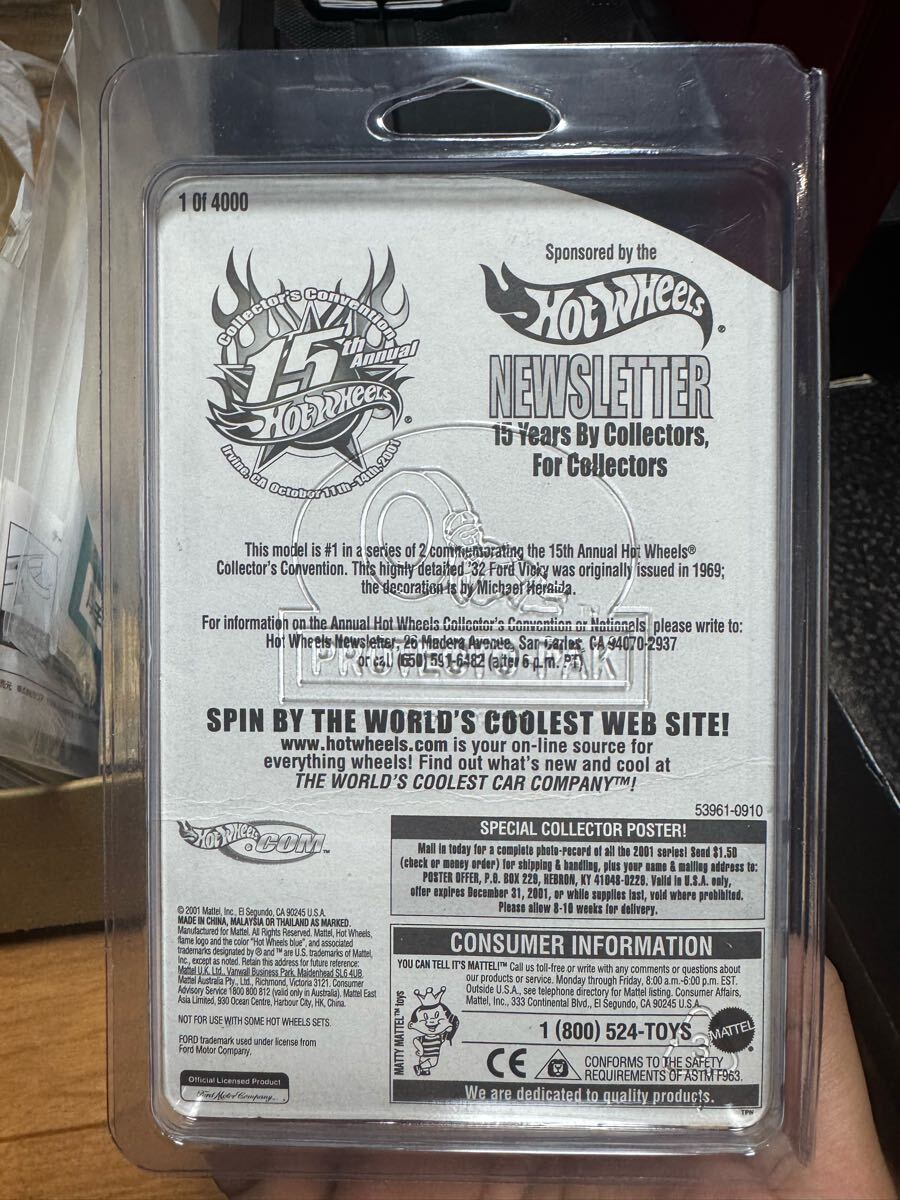 1 Of 4000
Collector's Convention
15th Annual
Hot Wheels®
Irvine, CA October 11th-14th, 2001
Sponsored by the
Hot Wheels®
NEWSLETTER
15 Years By Collectors,
For Collectors
This model is #1 in a series of 2 commemorating the 15th Annual Hot Wheels®
Collector's Convention. This highly detailed '32 Ford Vicky was originally issued in 1969;
the decoration is by Michael Heralda.
For information on the Annual Hot Wheels Collector's Convention or Nationals, please write to:
Hot Wheels Newsletter, 26 Madera Avenue, San Carlos, CA 94070-2937
or call (650) 591-6482 (after 6 p.m. PT)
PROTECTO PAK
SPIN BY THE WORLD'S COOLEST WEB SITE!
www.hotwheels.com is your on-line source for
everything wheels! Find out what's new and cool at
THE WORLD'S COOLEST CAR COMPANY™!
53961-0910
Hot Wheels.COM™
SPECIAL COLLECTOR POSTER!
Mail in today for a complete photo-record of all the 2001 series! Send $1.50
(check or money order) for shipping & handling, plus your name & mailing address to:
POSTER OFFER, P.O. BOX 228, HEBRON, KY 41048-0228. Valid in U.S.A. only,
offer expires December 31, 2001, or while supplies last, void where prohibited.
Please allow 8-10 weeks for delivery.
© 2001 Mattel, Inc., El Segundo, CA 90245 U.S.A.
MADE IN CHINA, MALAYSIA OR THAILAND AS MARKED.
Manufactured for Mattel. All Rights Reserved. Mattel, Hot Wheels,
flame logo and the color "Hot Wheels blue", and associated
trademarks designated by ® and ™ are U.S. trademarks of Mattel,
Inc., except as noted. Retain this address for future reference:
Mattel U.K. Ltd., Vanwall Business Park, Maidenhead SL6 4UB.
Mattel Australia Pty., Ltd., Richmond, Victoria 3121. Consumer
Advisory Service 1800 800 812 (valid only in Australia). Mattel East
Asia Limited, 930 Ocean Centre, Harbour City, HK, China.
NOT FOR USE WITH SOME HOT WHEELS SETS.
FORD trademark used under license from
Ford Motor Company.
Official Licensed Product
Ford Motor Company
CONSUMER INFORMATION
YOU CAN TELL IT'S MATTEL!™ Call us toll-free or write with any comments or questions about
our products or service. Monday through Friday, 8:00 a.m.-6:00 p.m. EST.
Outside U.S.A., see telephone directory for Mattel listing. Consumer Affairs,
Mattel, Inc., 333 Continental Blvd., El Segundo, CA 90245 U.S.A.
MATTY MATTEL™ toys
1 (800) 524-TOYS
MATTEL®
CE
CONFORMS TO THE SAFETY
REQUIREMENTS OF ASTM F963.
We are dedicated to quality products.
TPN